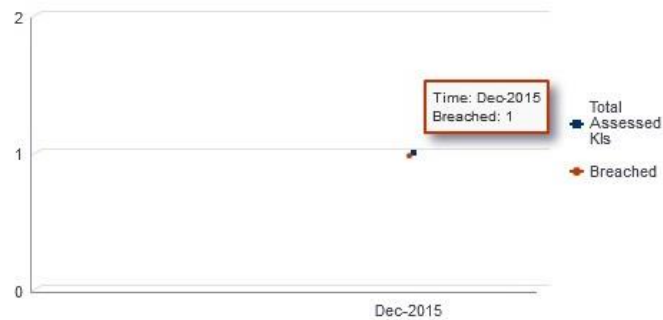 2
Time: Dec-2015
Breached: 1
Total
Assessed
KIs
1
Breached
0
Dec-2015